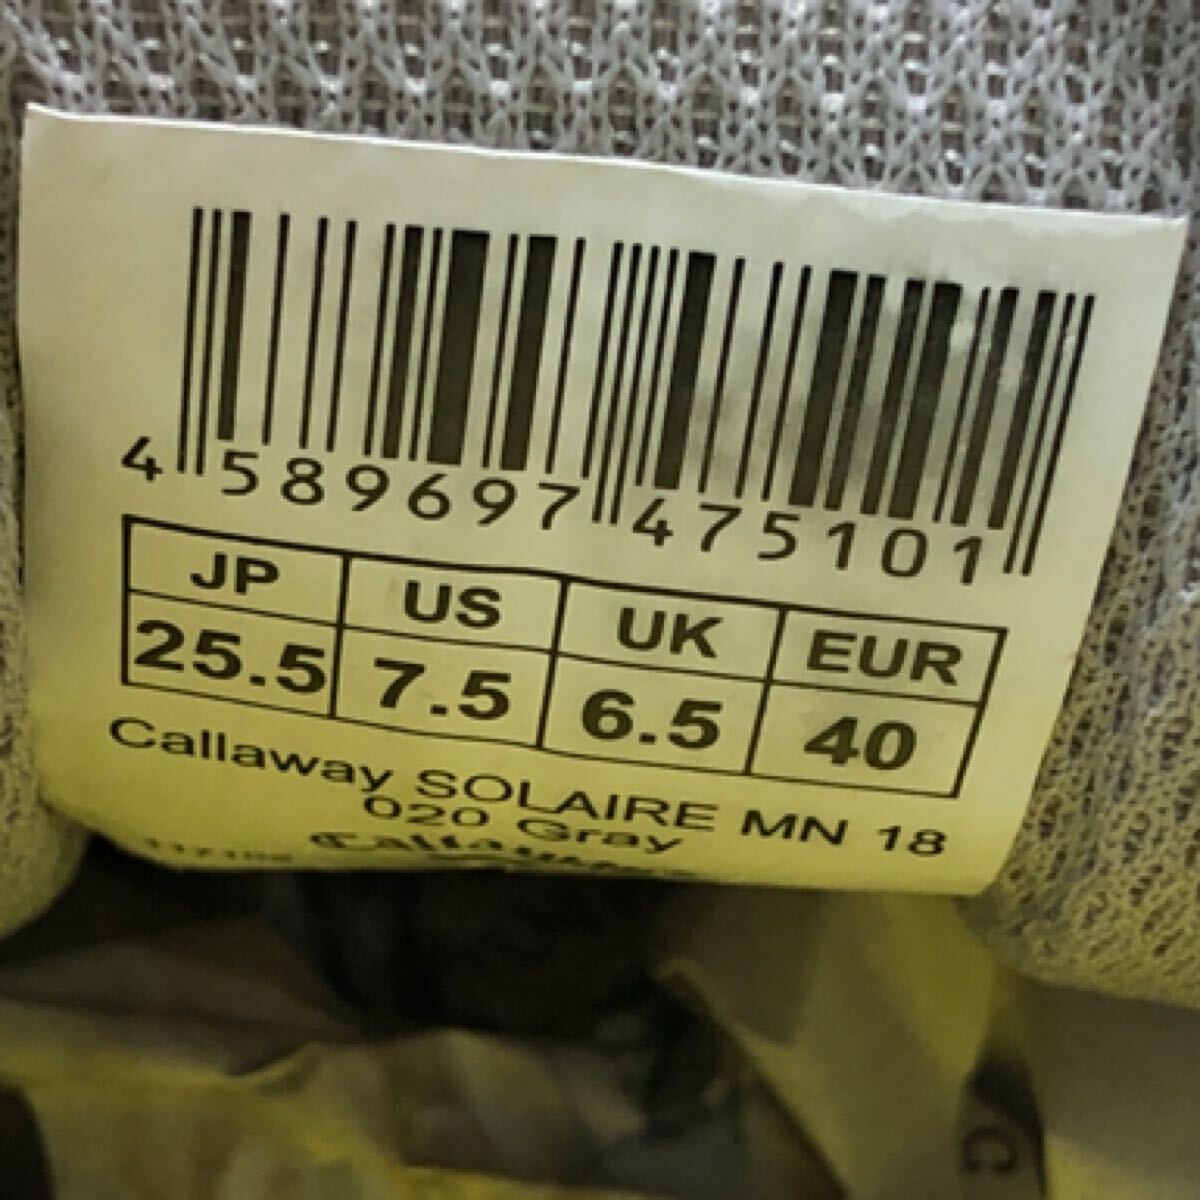 4 589697 475101
JP US UK EUR
25.5 7.5 6.5 40
Callaway SOLAIRE MN 18
020 Gray
Callaway
C